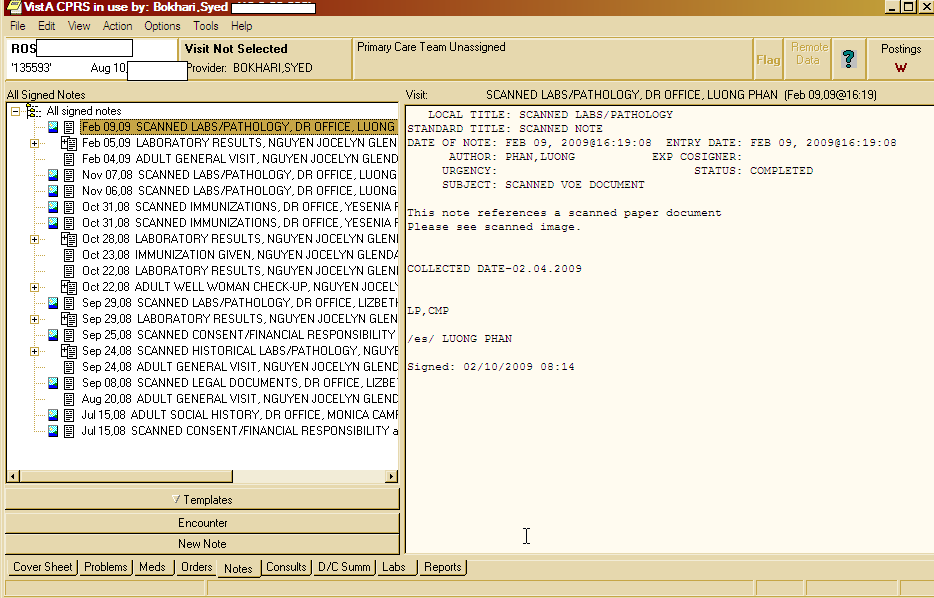 VistA CPRS in use by: Bokhari,Syed
File Edit View Action Options Tools Help
ROS
'135593' Aug 10,
Visit Not Selected
Provider: BOKHARI,SYED
Primary Care Team Unassigned
Flag
Remote
Data
?
Postings
W
All Signed Notes
All signed notes
Feb 09,09 SCANNED LABS/PATHOLOGY, DR OFFICE, LUONG
Feb 05,09 LABORATORY RESULTS, NGUYEN JOCELYN GLEN
Feb 04,09 ADULT GENERAL VISIT, NGUYEN JOCELYN GLEND
Nov 07,08 SCANNED LABS/PATHOLOGY, DR OFFICE, LUONG
Nov 06,08 SCANNED LABS/PATHOLOGY, DR OFFICE, LUONG
Oct 31,08 SCANNED IMMUNIZATIONS, DR OFFICE, YESENIA
Oct 31,08 SCANNED IMMUNIZATIONS, DR OFFICE, YESENIA
Oct 28,08 LABORATORY RESULTS, NGUYEN JOCELYN GLEN
Oct 23,08 IMMUNIZATION GIVEN, NGUYEN JOCELYN GLEND
Oct 22,08 LABORATORY RESULTS, NGUYEN JOCELYN GLEN
Oct 22,08 ADULT WELL WOMAN CHECK-UP, NGUYEN JOCELYN
Sep 29,08 SCANNED LABS/PATHOLOGY, DR OFFICE, LIZBETH
Sep 29,08 LABORATORY RESULTS, NGUYEN JOCELYN GLEN
Sep 25,08 SCANNED CONSENT/FINANCIAL RESPONSIBILITY
Sep 24,08 SCANNED HISTORICAL LABS/PATHOLOGY, NGUYE
Sep 24,08 ADULT GENERAL VISIT, NGUYEN JOCELYN GLEND
Sep 08,08 SCANNED LEGAL DOCUMENTS, DR OFFICE, LIZBE
Aug 20,08 ADULT GENERAL VISIT, NGUYEN JOCELYN GLEND
Jul 15,08 ADULT SOCIAL HISTORY, DR OFFICE, MONICA CAM
Jul 15,08 SCANNED CONSENT/FINANCIAL RESPONSIBILITY a
Templates
Encounter
New Note
Visit: SCANNED LABS/PATHOLOGY, DR OFFICE, LUONG PHAN (Feb 09,09@16:19)
LOCAL TITLE: SCANNED LABS/PATHOLOGY
STANDARD TITLE: SCANNED NOTE
DATE OF NOTE: FEB 09, 2009@16:19:08 ENTRY DATE: FEB 09, 2009@16:19:08
AUTHOR: PHAN,LUONG EXP COSIGNER:
URGENCY: STATUS: COMPLETED
SUBJECT: SCANNED VOE DOCUMENT
This note references a scanned paper document
Please see scanned image.
COLLECTED DATE-02.04.2009
LP,CMP
/es/ LUONG PHAN
Signed: 02/10/2009 08:14
Cover Sheet Problems Meds Orders Notes Consults D/C Summ Labs Reports